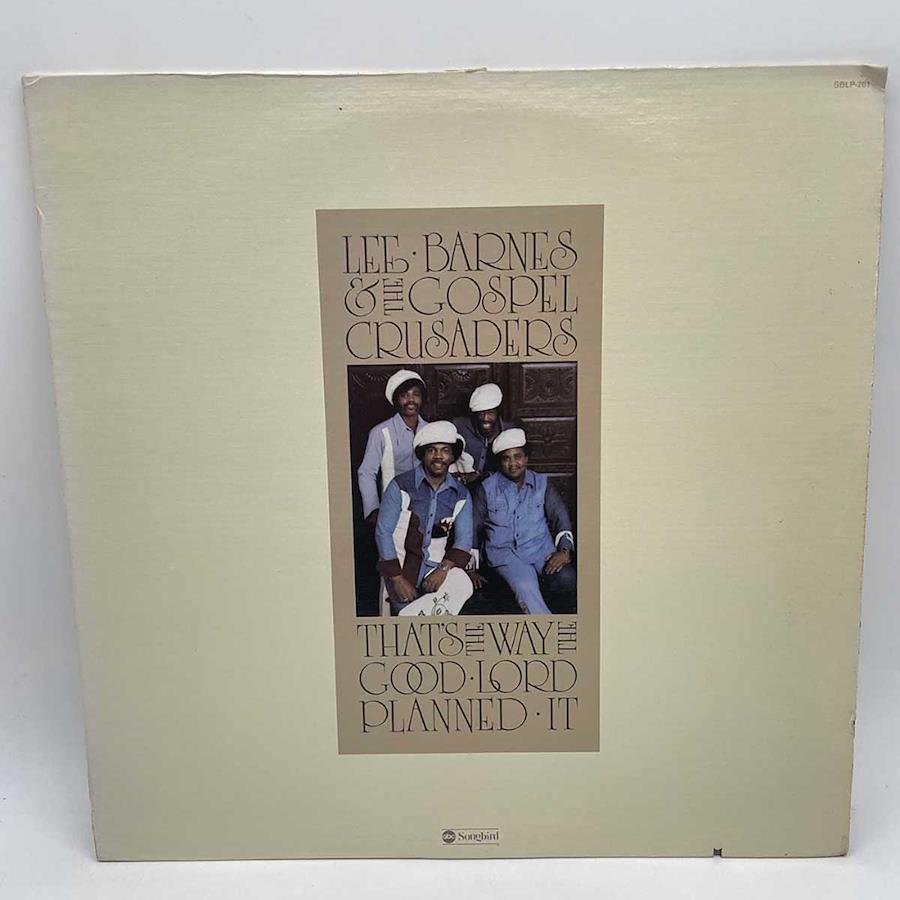 SBLP-261
LEE · BARNES
& THE GOSPEL
CRUSADERS
THAT'S THE WAY THE
GOOD · LORD
PLANNED · IT
abc Songbird